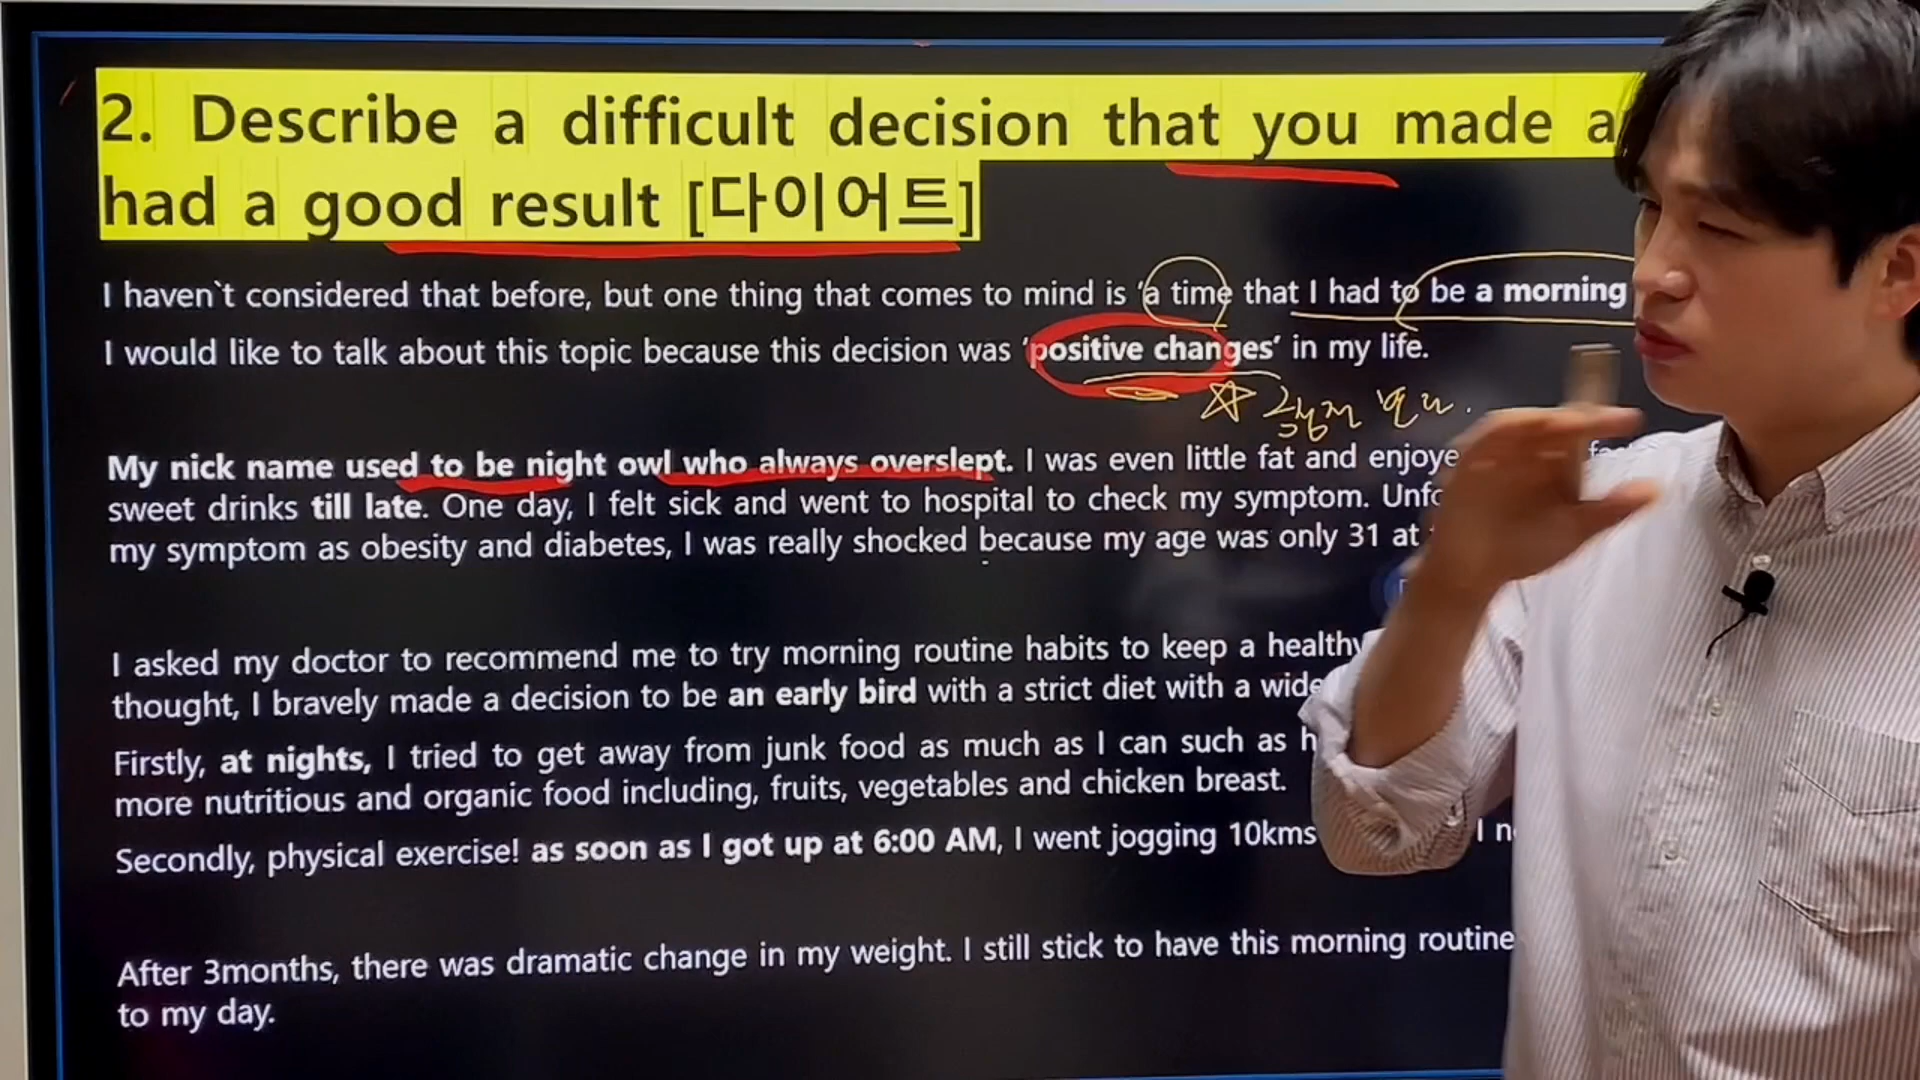 2. Describe a difficult decision that you made a
had a good result [다이어트]
I haven`t considered that before, but one thing that comes to mind is ‘a time that I had to be a morning
I would like to talk about this topic because this decision was ‘positive changes’ in my life.
My nick name used to be night owl who always overslept. I was even little fat and enjoye
sweet drinks till late. One day, I felt sick and went to hospital to check my symptom.
my symptom as obesity and diabetes, I was really shocked because my age was only 31 at
I asked my doctor to recommend me to try morning routine habits to keep a healthy
thought, I bravely made a decision to be an early bird with a strict diet with a wide
Firstly, at nights, I tried to get away from junk food as much as I can such as h
more nutritious and organic food including, fruits, vegetables and chicken breast.
Secondly, physical exercise! as soon as I got up at 6:00 AM, I went jogging 10kms I n
After 3months, there was dramatic change in my weight. I still stick to have this morning routine
to my day.